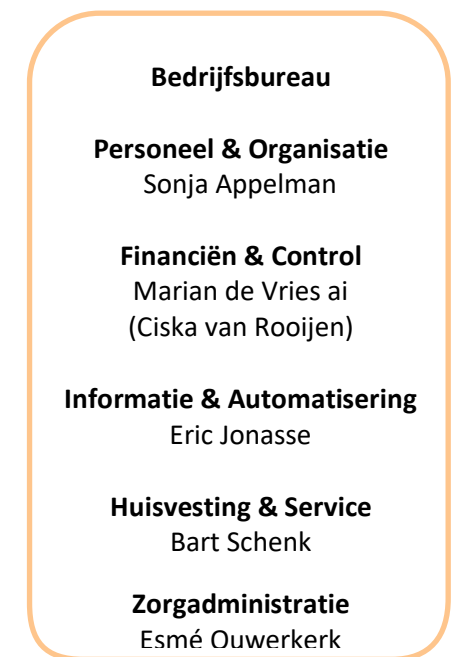 Bedrijfsbureau
Personeel & Organisatie
Sonja Appelman
Financiën & Control
Marian de Vries ai
(Ciska van Rooijen)
Informatie & Automatisering
Eric Jonasse
Huisvesting & Service
Bart Schenk
Zorgadministratie
Esmé Ouwerkerk